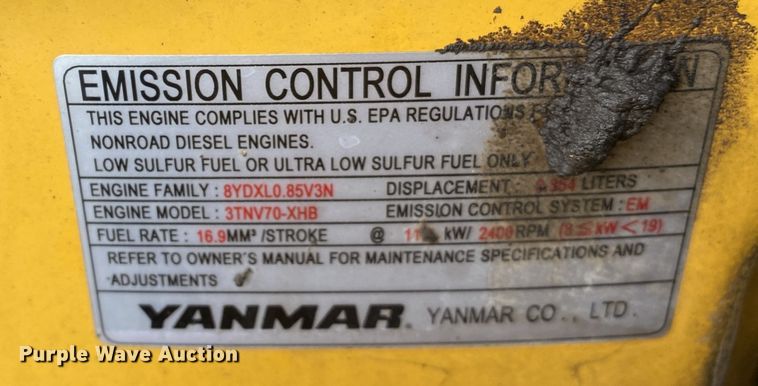 EMISSION CONTROL
THIS ENGINE COMPLIES WITH U.S. EPA REGULATIONS
NONROAD DIESEL ENGINES.
LOW SULFUR FUEL OR ULTRA LOW SULFUR FUEL ONLY
ENGINE FAMILY : 8YDXL0.85V3N DISPLACEMENT LITERS
ENGINE MODEL : 3TNV70-XHB EMISSION CONTROL SYSTEM : EM
FUEL RATE : 16.9MM³ /STROKE @ kW/ 2400RPM (8≦kW<19)
REFER TO OWNER'S MANUAL FOR MAINTENANCE SPECIFICATIONS AND
ADJUSTMENTS
YANMAR. YANMAR CO., LTD.
Purple Wave Auction